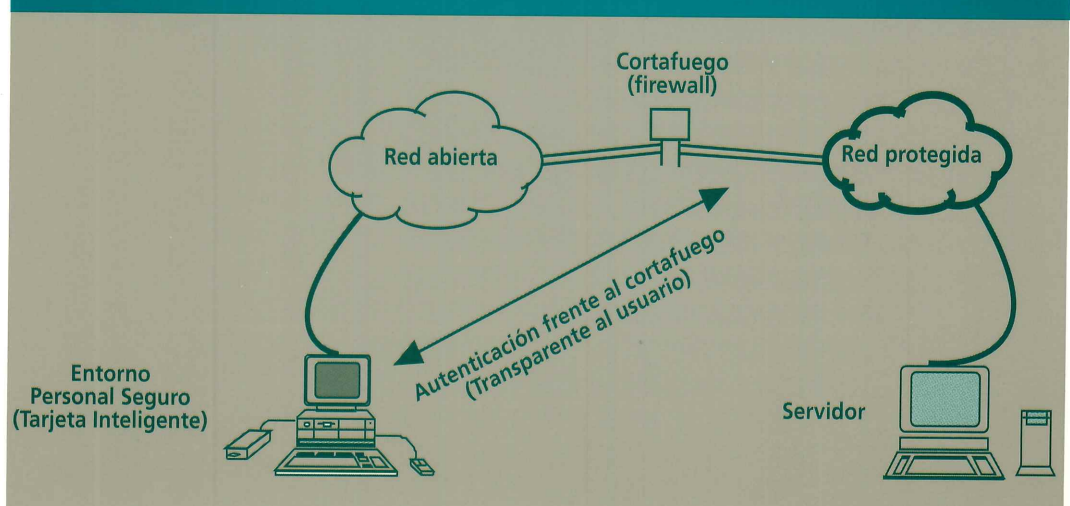 Cortafuego
(firewall)
Red abierta
Red protegida
Autenticación frente al cortafuego
(Transparente al usuario)
Entorno
Personal Seguro
(Tarjeta Inteligente)
Servidor